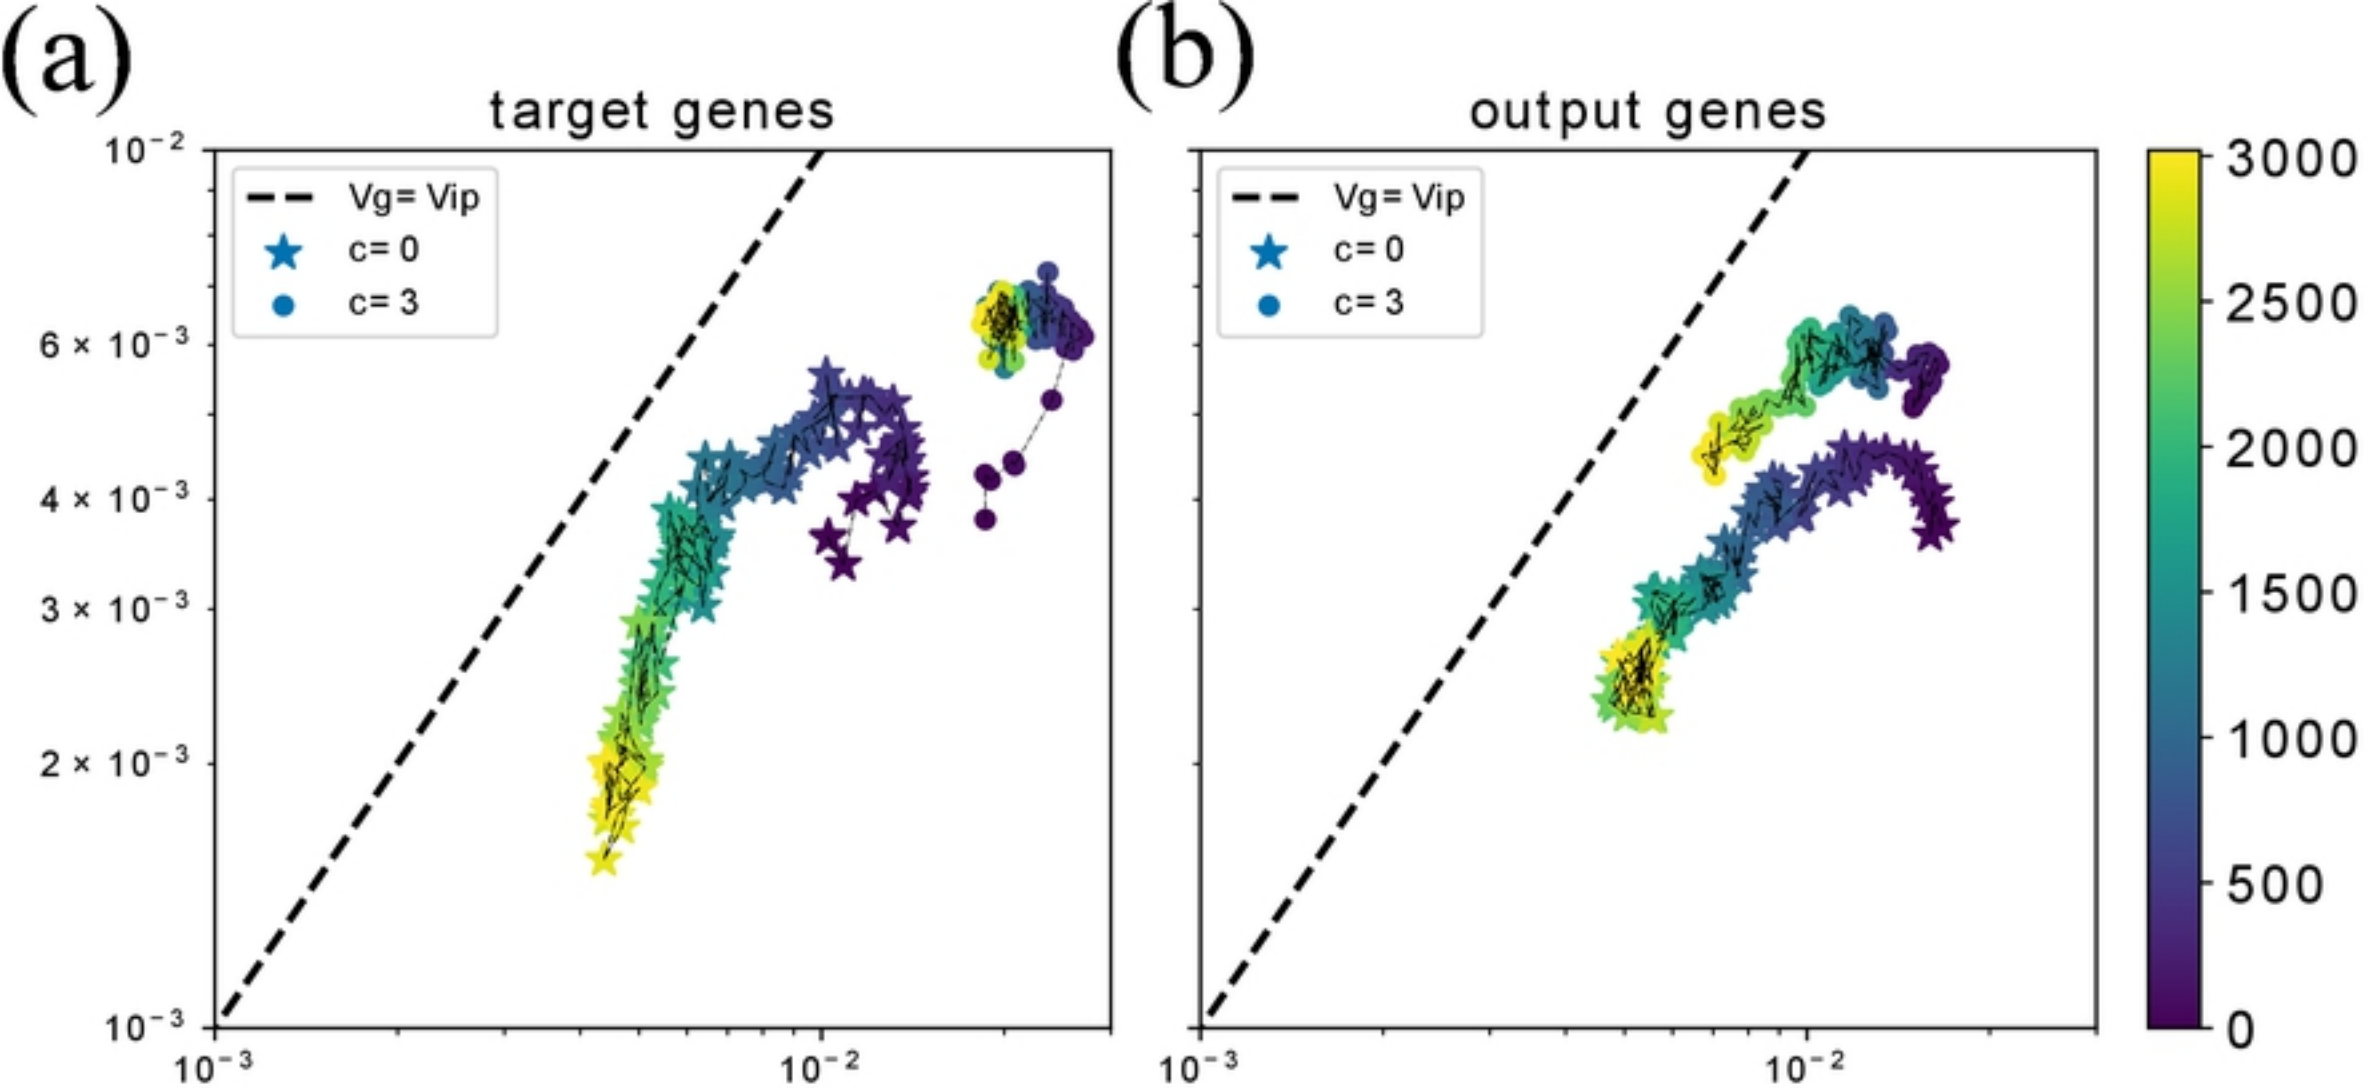 (a)
target genes
10⁻²
6 × 10⁻³
4 × 10⁻³
3 × 10⁻³
2 × 10⁻³
10⁻³
10⁻³
10⁻²
Vg= Vip
c= 0
c= 3
(b)
output genes
Vg= Vip
c= 0
c= 3
10⁻³
10⁻²
3000
2500
2000
1500
1000
500
0